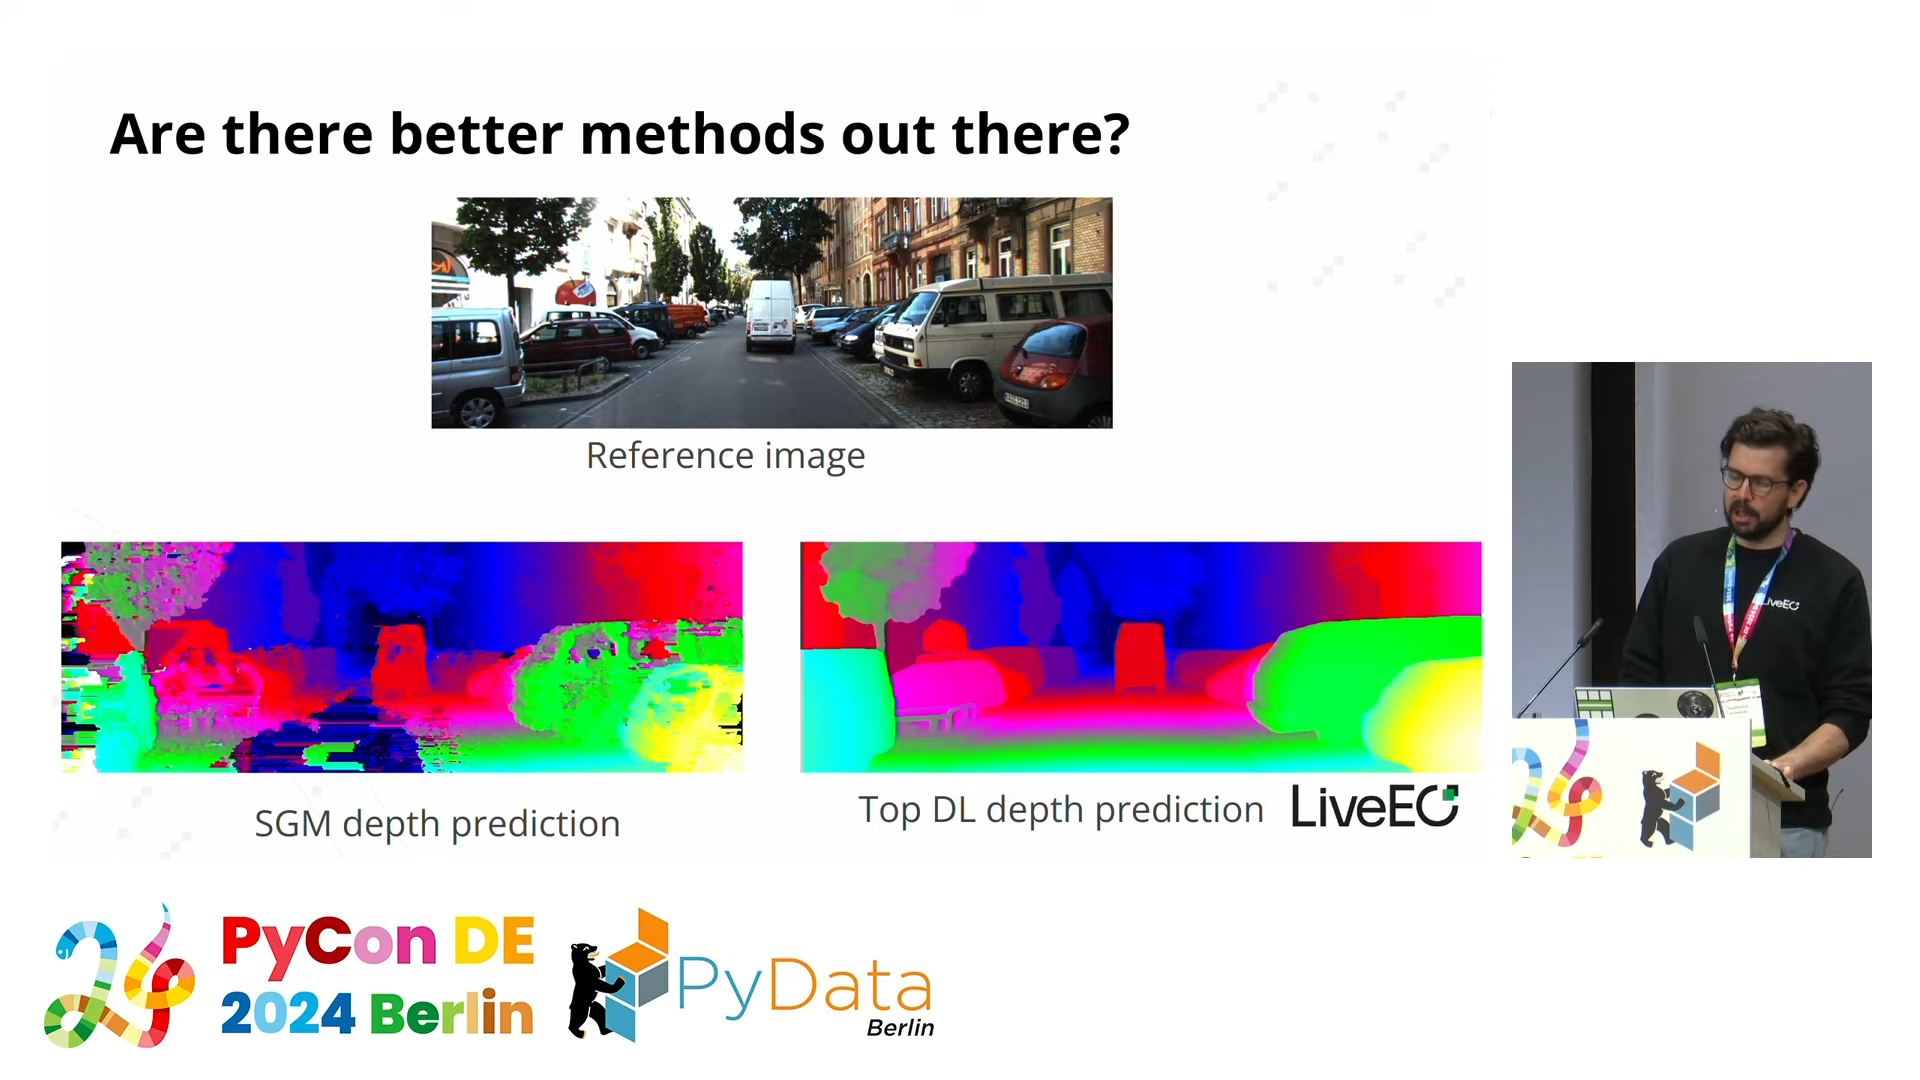 Are there better methods out there?
Reference image
SGM depth prediction
Top DL depth prediction
LiveEO
LiveEO
PyCon DE
2024 Berlin
PyData
Berlin